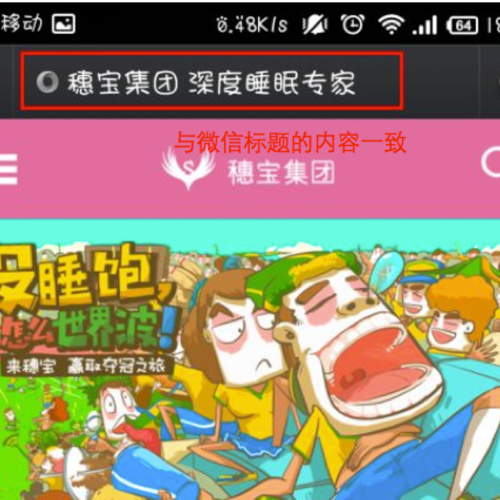 移动 0.48K/s 64 18
穗宝集团 深度睡眠专家
与微信标题的内容一致
S 穗宝集团
没睡饱，
怎么世界波！
来穗宝 赢取夺冠之旅